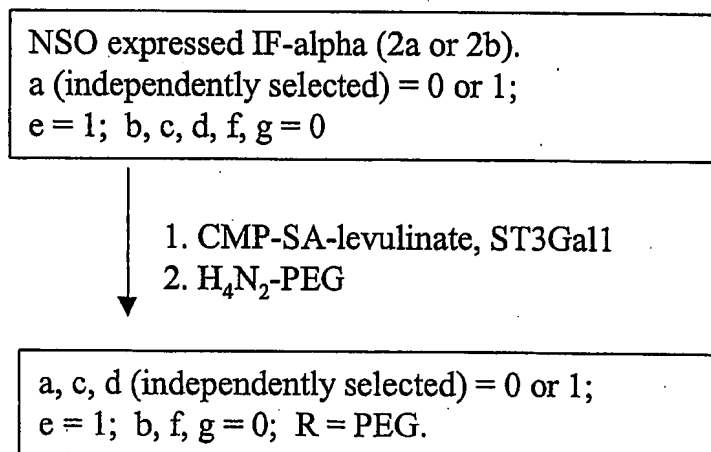 NSO expressed IF-alpha (2a or 2b).
a (independently selected) = 0 or 1;
e = 1; b, c, d, f, g = 0
1. CMP-SA-levulinate, ST3Gal1
2. H₄N₂-PEG
a, c, d (independently selected) = 0 or 1;
e = 1; b, f, g = 0; R = PEG.